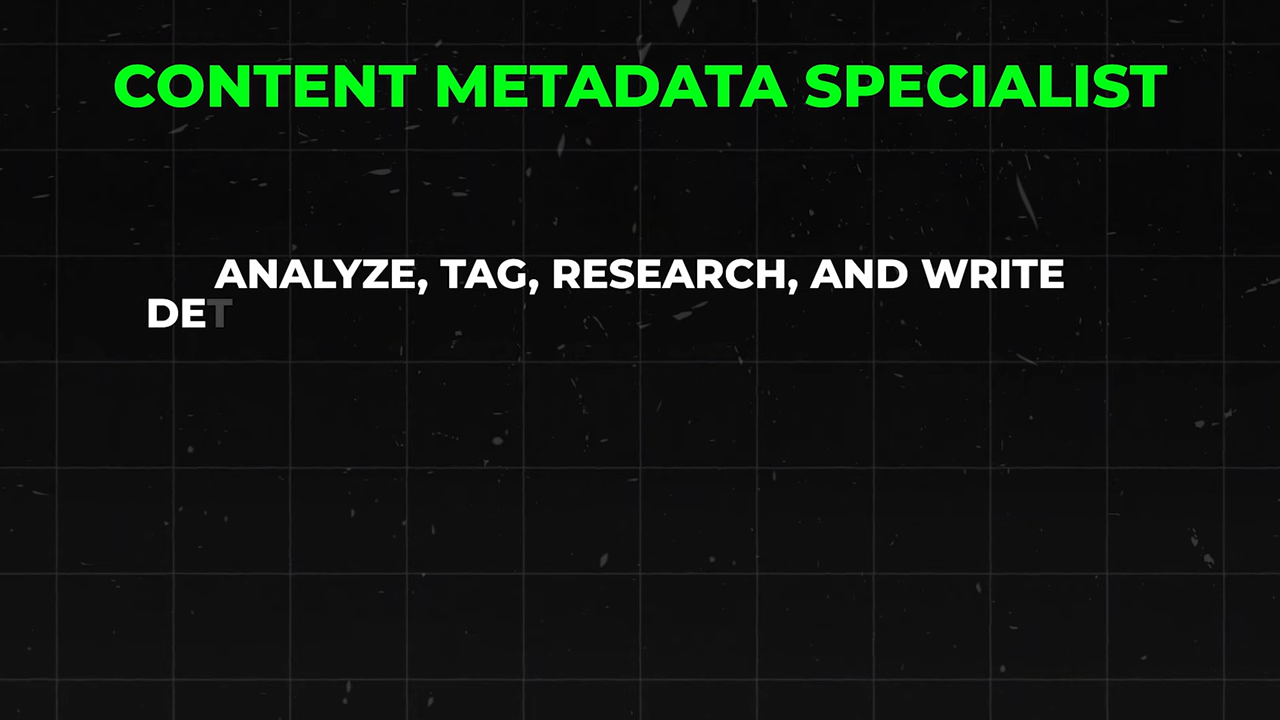 CONTENT METADATA SPECIALIST
ANALYZE, TAG, RESEARCH, AND WRITE
DET